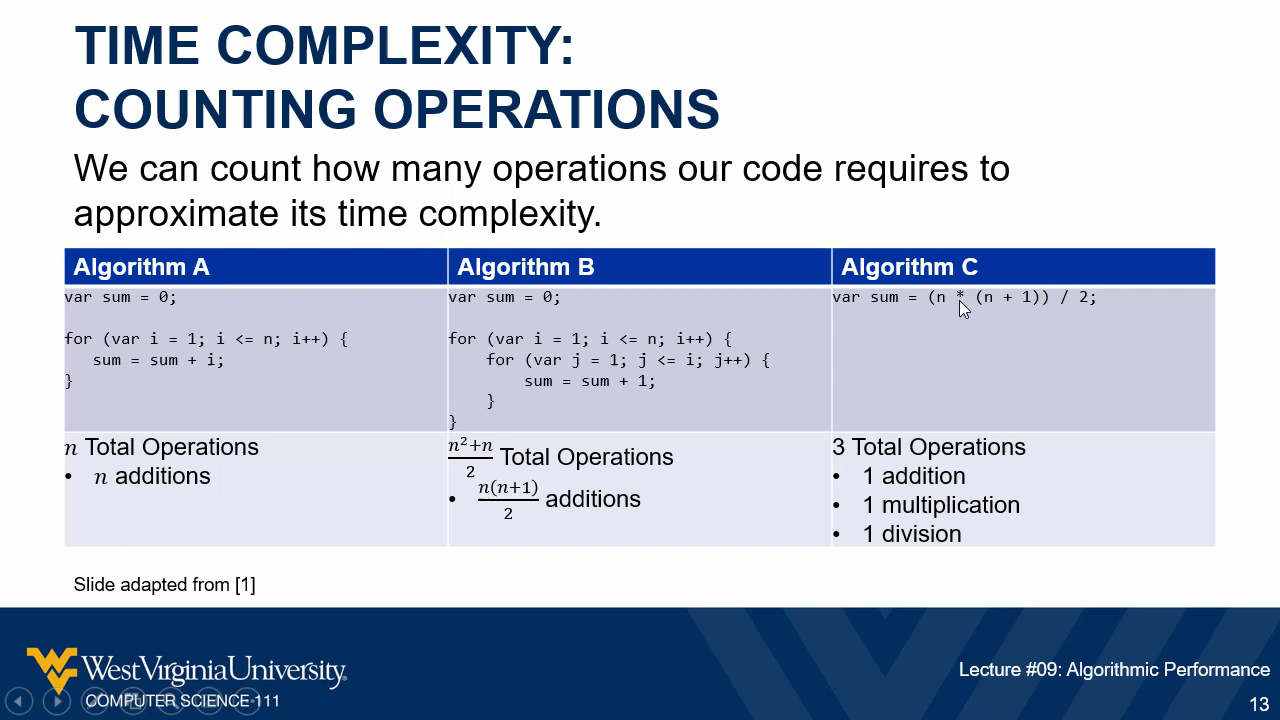 TIME COMPLEXITY:
COUNTING OPERATIONS
We can count how many operations our code requires to
approximate its time complexity.
Algorithm A
Algorithm B
Algorithm C
var sum = 0;
for (var i = 1; i <= n; i++) {
sum = sum + i;
}
var sum = 0;
for (var i = 1; i <= n; i++) {
for (var j = 1; j <= i; j++) {
sum = sum + 1;
}
}
var sum = (n * (n + 1)) / 2;
n Total Operations
• n additions
n²+n/2 Total Operations
• n(n+1)/2 additions
3 Total Operations
• 1 addition
• 1 multiplication
• 1 division
Slide adapted from [1]
WestVirginiaUniversity.
COMPUTER SCIENCE 111
Lecture #09: Algorithmic Performance
13